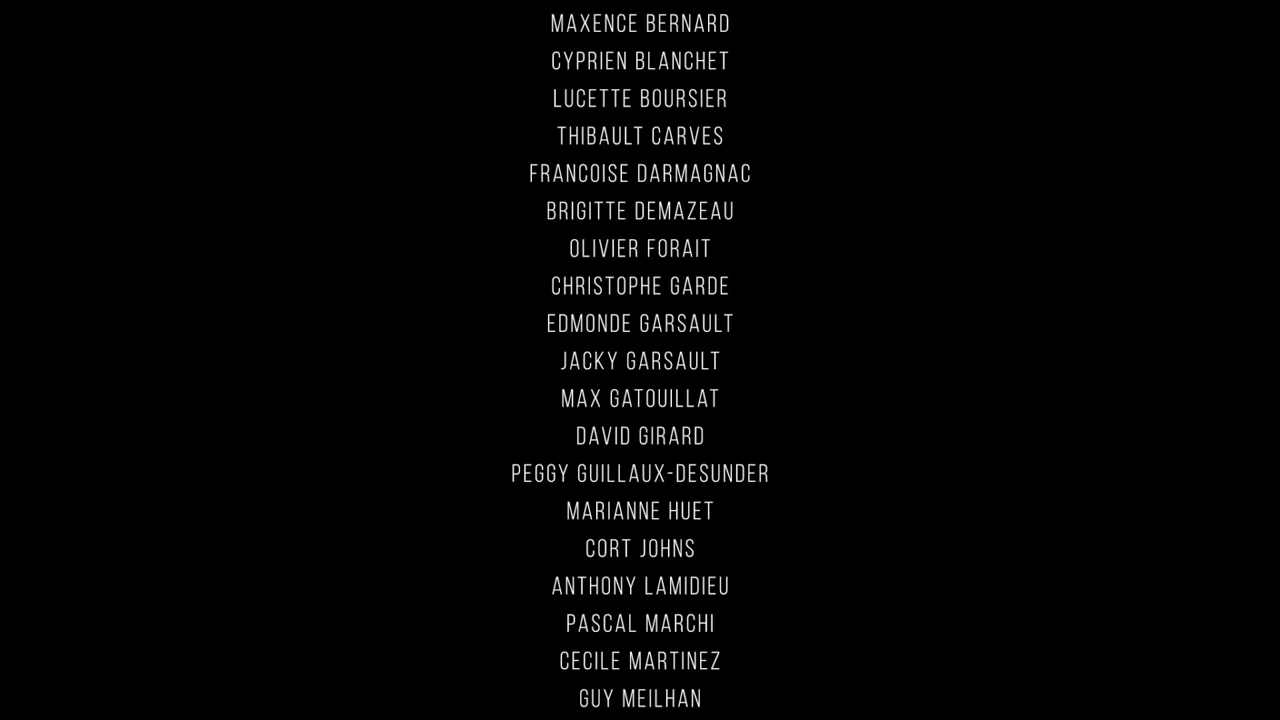 MAXENCE BERNARD
CYPRIEN BLANCHET
LUCETTE BOURSIER
THIBAULT CARVES
FRANCOISE DARMAGNAC
BRIGITTE DEMAZEAU
OLIVIER FORAIT
CHRISTOPHE GARDE
EDMONDE GARSAULT
JACKY GARSAULT
MAX GATOUILLAT
DAVID GIRARD
PEGGY GUILLAUX-DESUNDER
MARIANNE HUET
CORT JOHNS
ANTHONY LAMIDIEU
PASCAL MARCHI
CECILE MARTINEZ
GUY MEILHAN